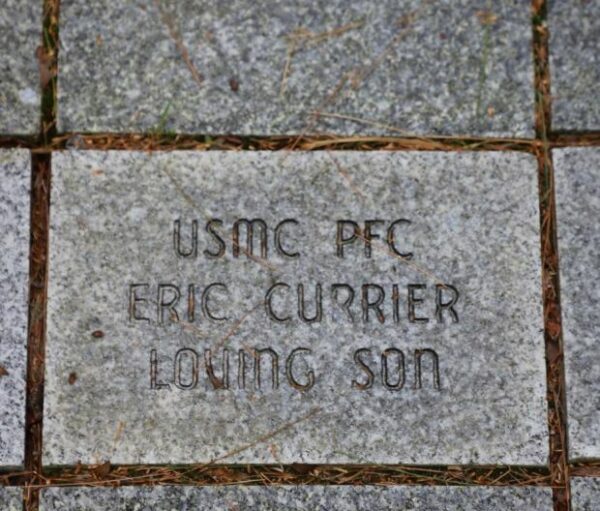 USMC PFC
ERIC CURRIER
LOVING SON